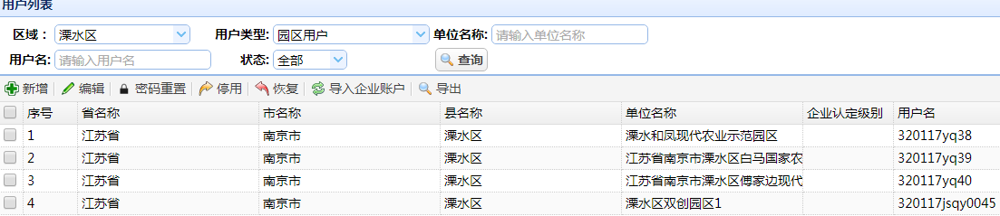 用户列表
区域： 溧水区 用户类型: 园区用户 单位名称: 请输入单位名称
用户名: 请输入用户名 状态: 全部 查询
新增 编辑 密码重置 停用 恢复 导入企业账户 导出
序号 省名称 市名称 县名称 单位名称 企业认定级别 用户名
1 江苏省 南京市 溧水区 溧水和凤现代农业示范园区 320117yq38
2 江苏省 南京市 溧水区 江苏省南京市溧水区白马国家农 320117yq39
3 江苏省 南京市 溧水区 江苏省南京市溧水区傅家边现代 320117yq40
4 江苏省 南京市 溧水区 溧水区双创园区1 320117jsqy0045